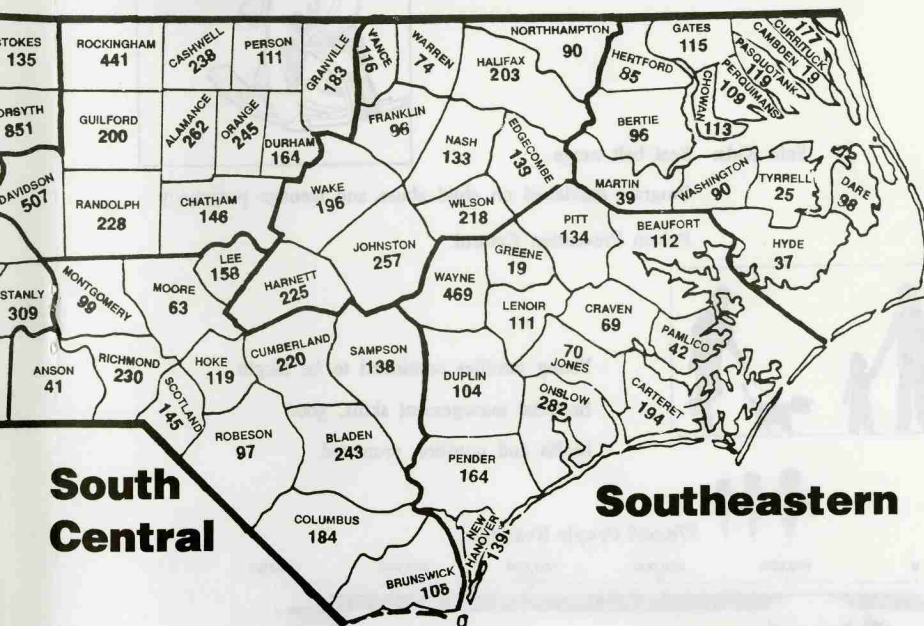 STOKES
135
ROCKINGHAM
441
CASHWELL
238
PERSON
111
GRANVILLE
183
VANCE
116
WARREN
74
NORTHHAMPTON
90
HALIFAX
203
HERTFORD
85
GATES
115
CURRITUCK
177
CAMBDEN
19
PASQUOTANK
119
PERQUIMANS
109
CHOWAN
113
ORSYTH
851
GUILFORD
200
ALAMANCE
262
ORANGE
245
DURHAM
164
FRANKLIN
96
NASH
133
EDGECOMBE
BERTIE
96
DAVIDSON
507
RANDOLPH
228
CHATHAM
146
WAKE
196
WILSON
218
MARTIN
39
WASHINGTON
90
TYRRELL
25
DARE
98
LEE
158
HARNETT
225
JOHNSTON
257
WAYNE
469
GREENE
19
PITT
134
BEAUFORT
112
HYDE
37
STANLY
309
MONTGOMERY
99
MOORE
63
LENOIR
111
CRAVEN
69
PAMLICO
42
ANSON
41
RICHMOND
230
SCOTLAND
145
HOKE
119
CUMBERLAND
220
SAMPSON
138
DUPLIN
104
70
JONES
ONSLOW
282
CARTERET
194
ROBESON
97
BLADEN
243
PENDER
164
South
Central
COLUMBUS
184
NEW
HANOVER
139
Southeastern
BRUNSWICK